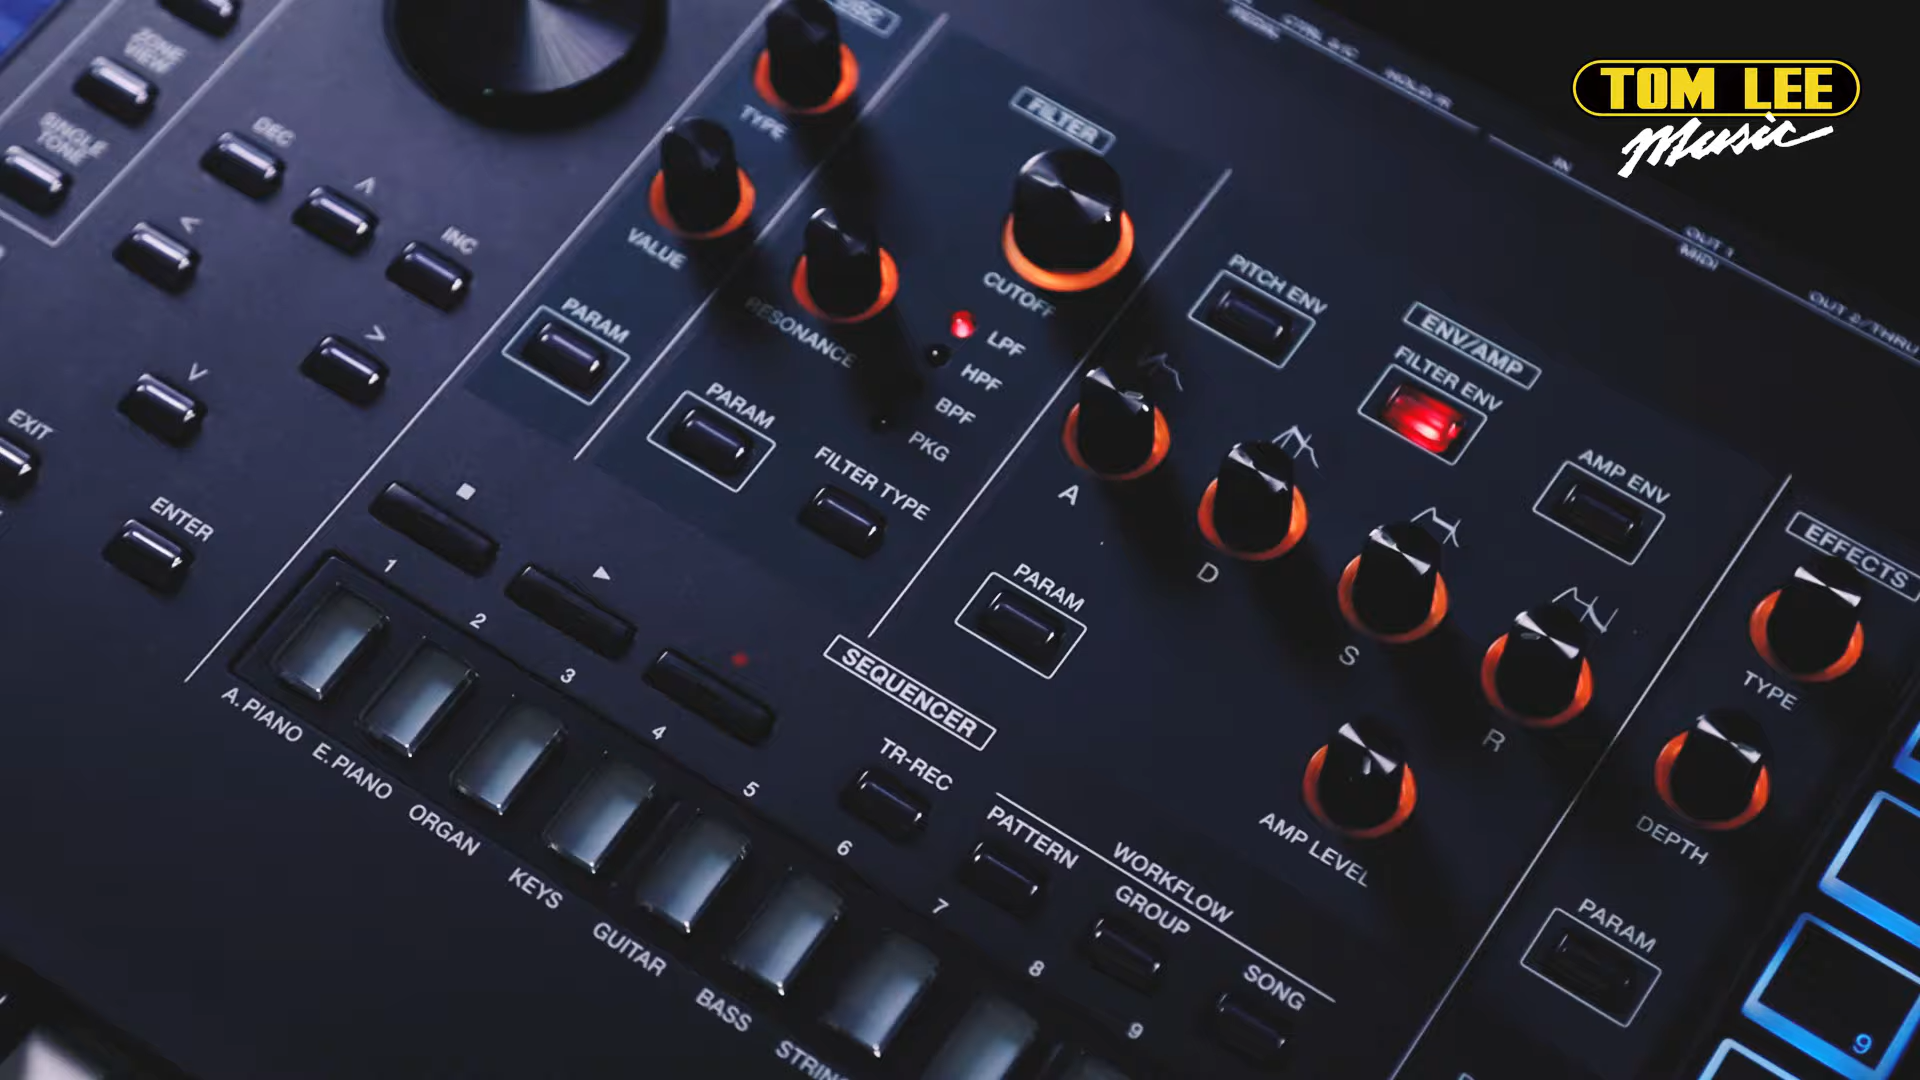 TOM LEE
Music
ZONE
VIEW
SINGLE
TONE
DEC
INC
EXIT
ENTER
OSC
TYPE
VALUE
PARAM
FILTER
CUTOFF
RESONANCE
LPF
HPF
BPF
PKG
PARAM
FILTER TYPE
HOLD/R
IN
OUT 1
MIDI
OUT 2/THRU
PITCH ENV
ENV/AMP
FILTER ENV
AMP ENV
A
D
S
R
PARAM
AMP LEVEL
EFFECTS
TYPE
DEPTH
PARAM
9
SEQUENCER
TR-REC
PATTERN
WORKFLOW
GROUP
SONG
1
2
3
4
5
6
7
8
9
A. PIANO
E. PIANO
ORGAN
KEYS
GUITAR
BASS